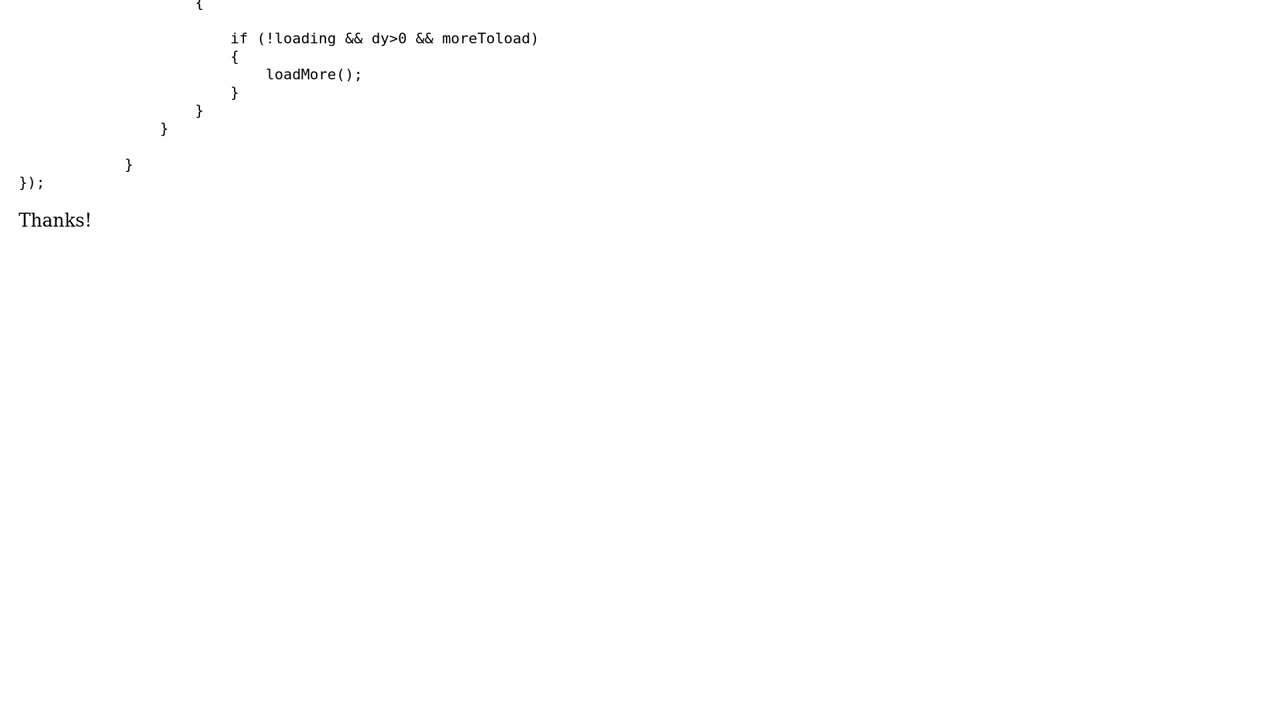 {
if (!loading && dy>0 && moreToload)
{
loadMore();
}
}
}
}
});
Thanks!